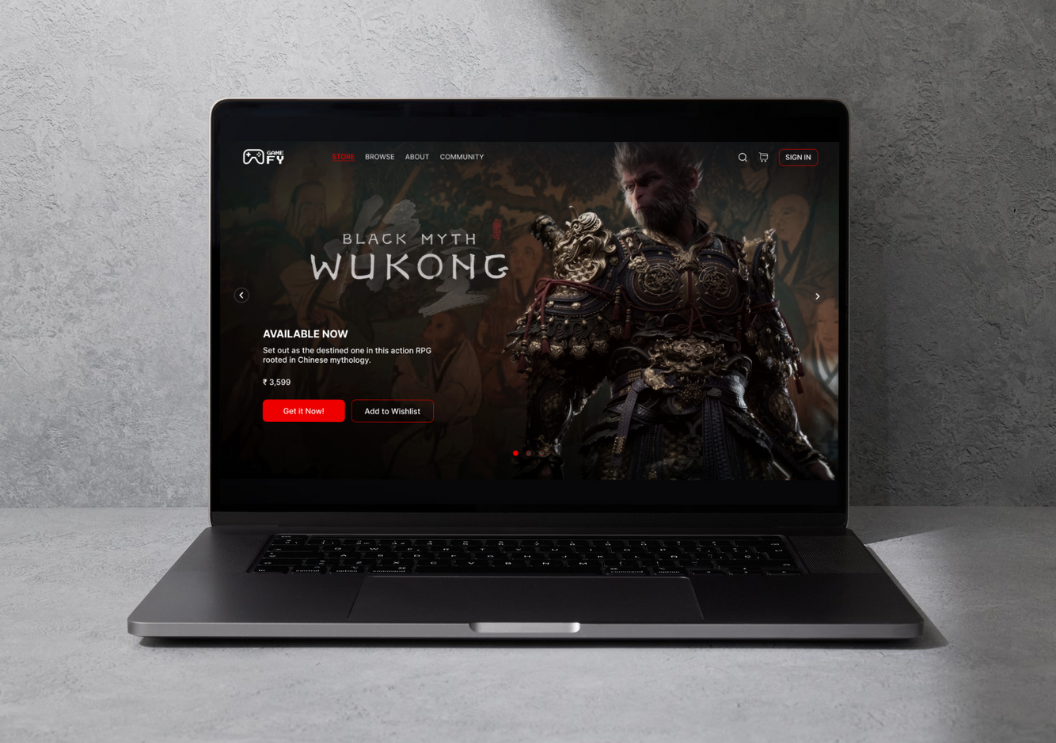 GAME
FY
STORE
BROWSE
ABOUT
COMMUNITY
SIGN IN
BLACK MYTH
WUKONG
AVAILABLE NOW
Set out as the destined one in this action RPG
rooted in Chinese mythology.
₹ 3,599
Get it Now!
Add to Wishlist